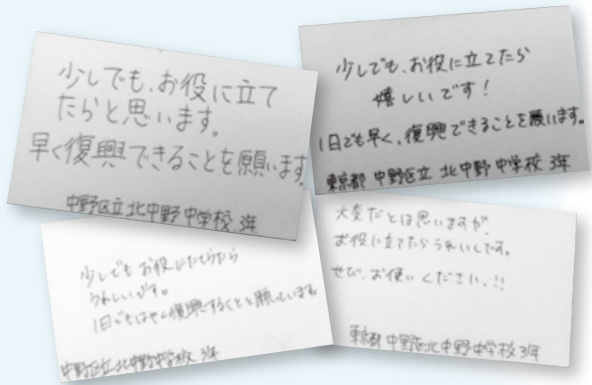 少しでも、お役に立て
たらと思います。
早く復興できることを願います
中野区立北中野中学校 3年
少しでも、お役に立てたら
嬉しいです！
1日でも早く、復興できることを願います。
東京都 中野区立 北中野中学校 3年
少しでもお役にたてたら
うれしいです。
1日でもはやく復興することを願っています。
中野区立北中野中学校 3年
大変だとは思いますが、
お役に立てたらうれしいです。
ぜひ、お使いください。!!
東京都 中野区北中野中学校 3年